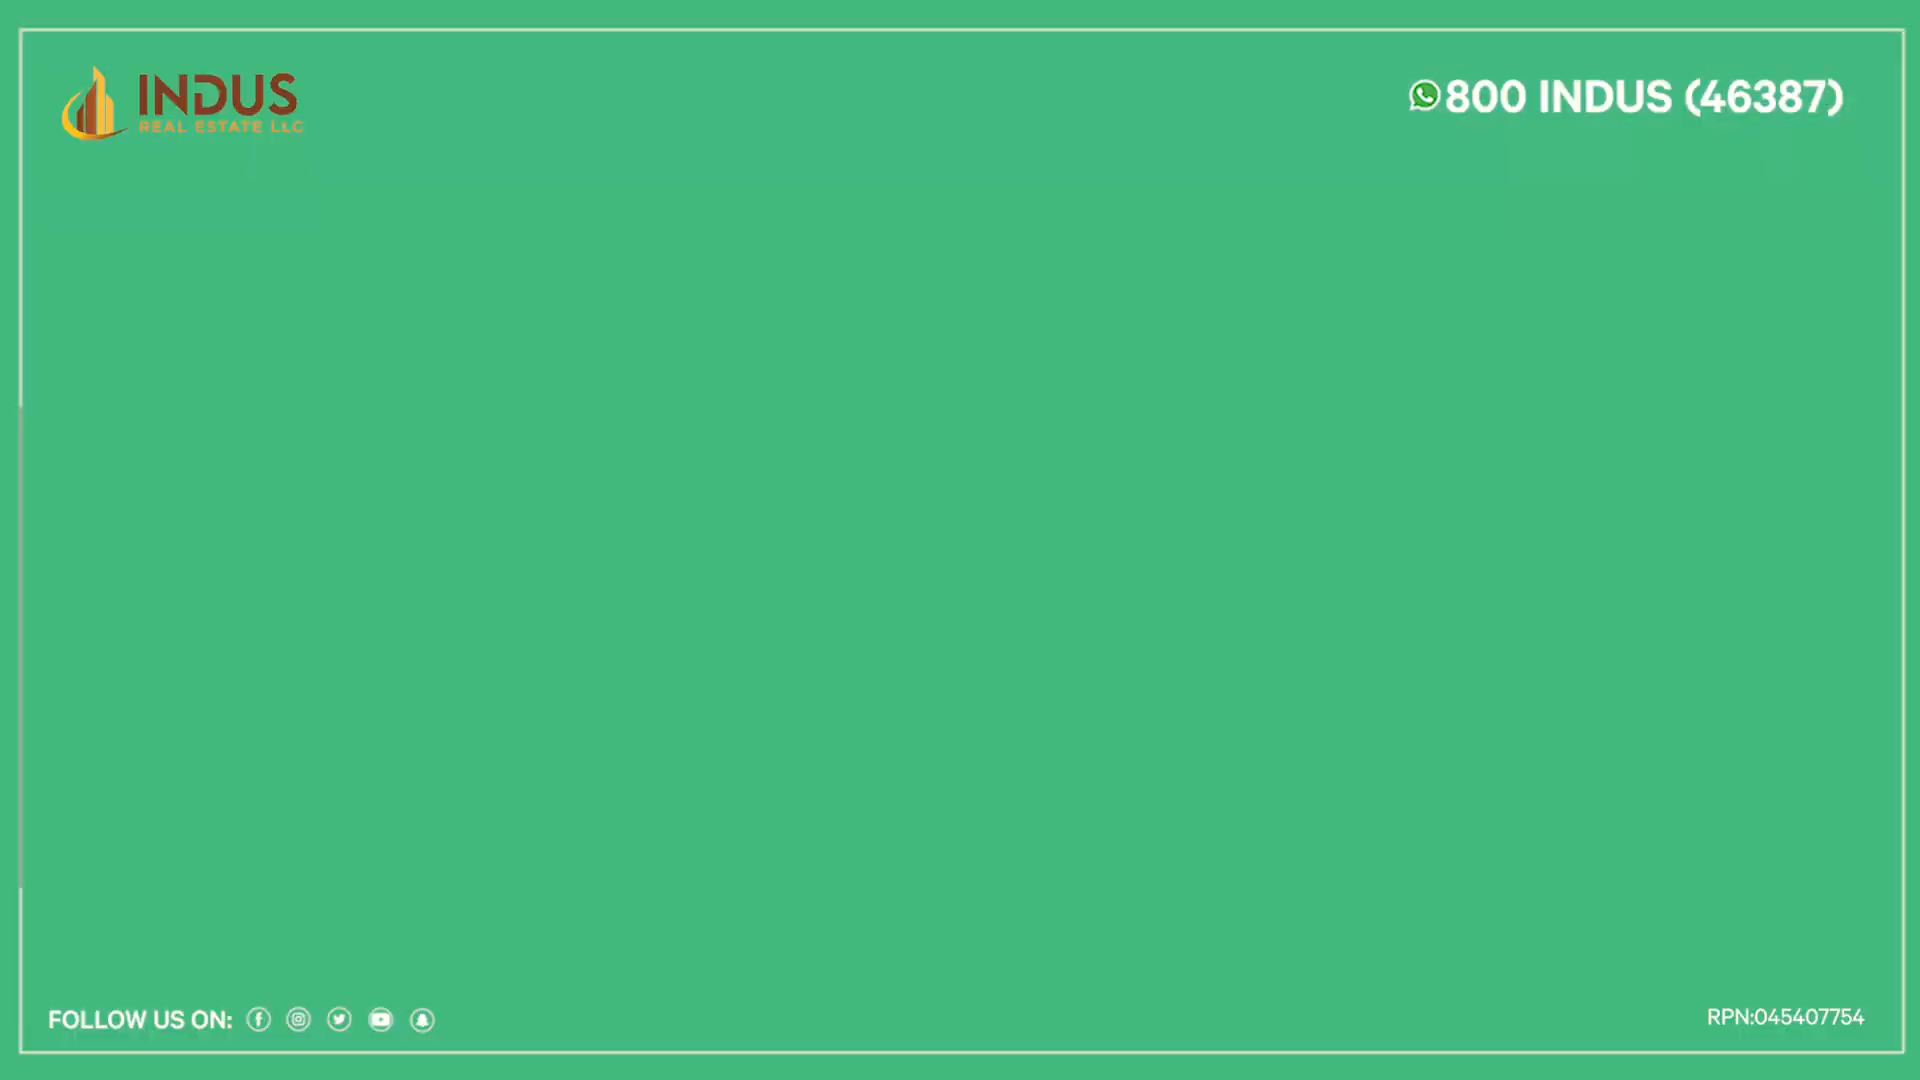 INDUS
REAL ESTATE LLC
800 INDUS (46387)
FOLLOW US ON:
RPN:045407754